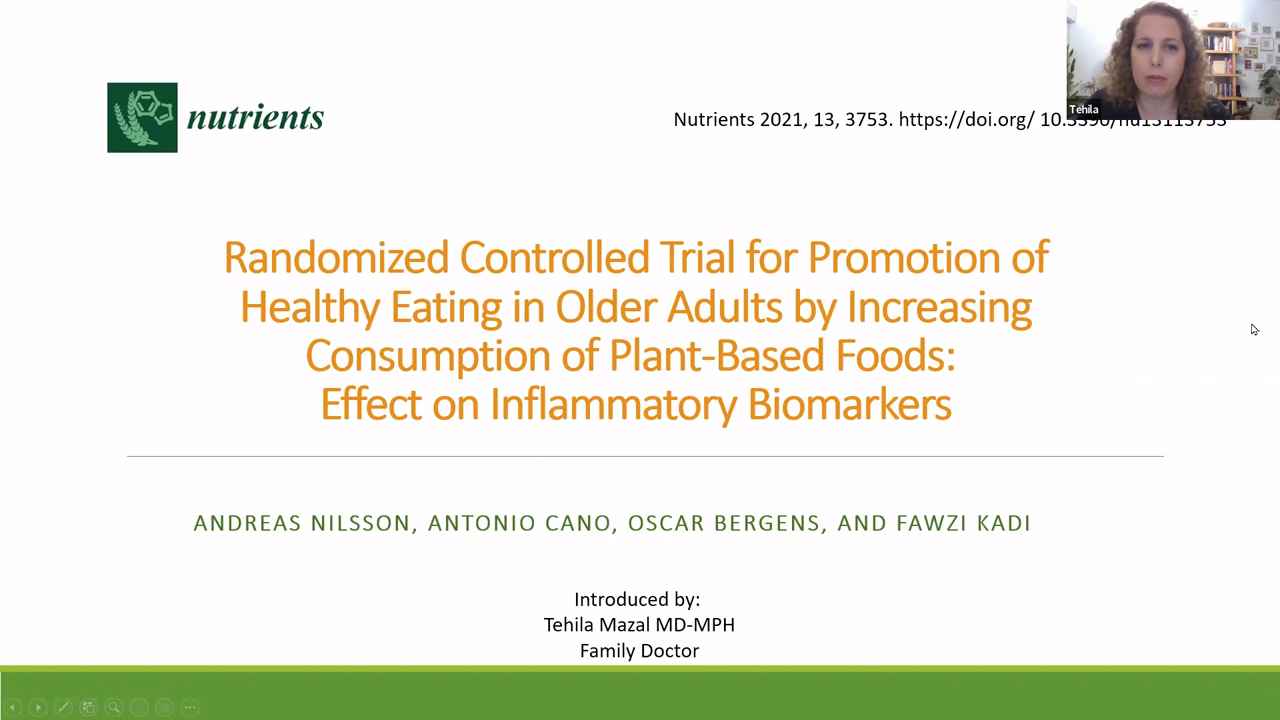 Tehila
nutrients
Nutrients 2021, 13, 3753. https://doi.org/
Randomized Controlled Trial for Promotion of
Healthy Eating in Older Adults by Increasing
Consumption of Plant-Based Foods:
Effect on Inflammatory Biomarkers
ANDREAS NILSSON, ANTONIO CANO, OSCAR BERGENS, AND FAWZI KADI
Introduced by:
Tehila Mazal MD-MPH
Family Doctor